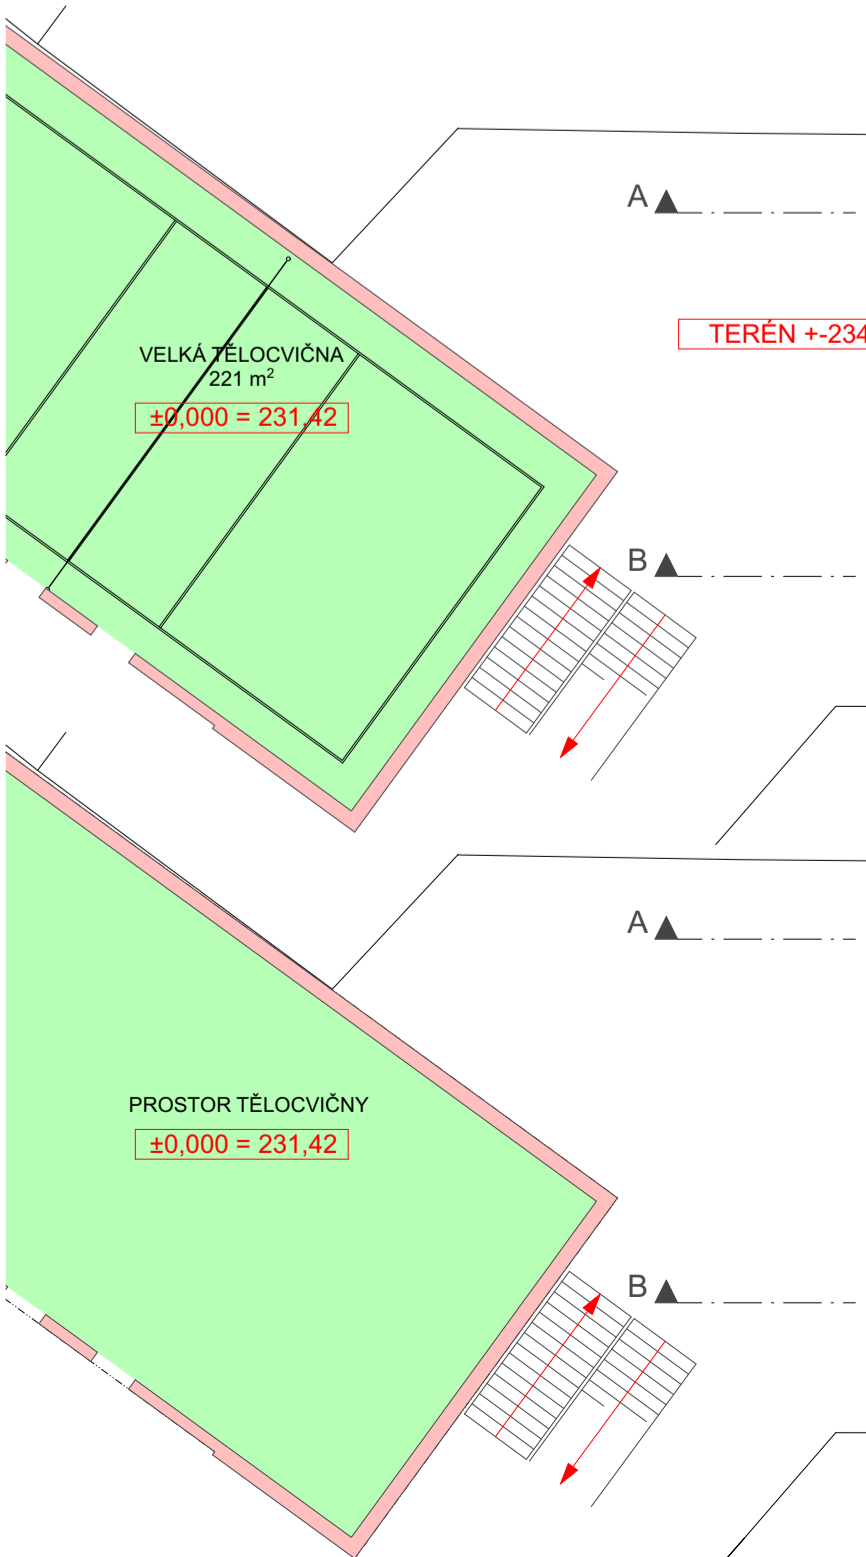 A
TERÉN +-234
VELKÁ TĚLOCVIČNA
221 m²
±0,000 = 231,42
B
A
PROSTOR TĚLOCVIČNY
±0,000 = 231,42
B